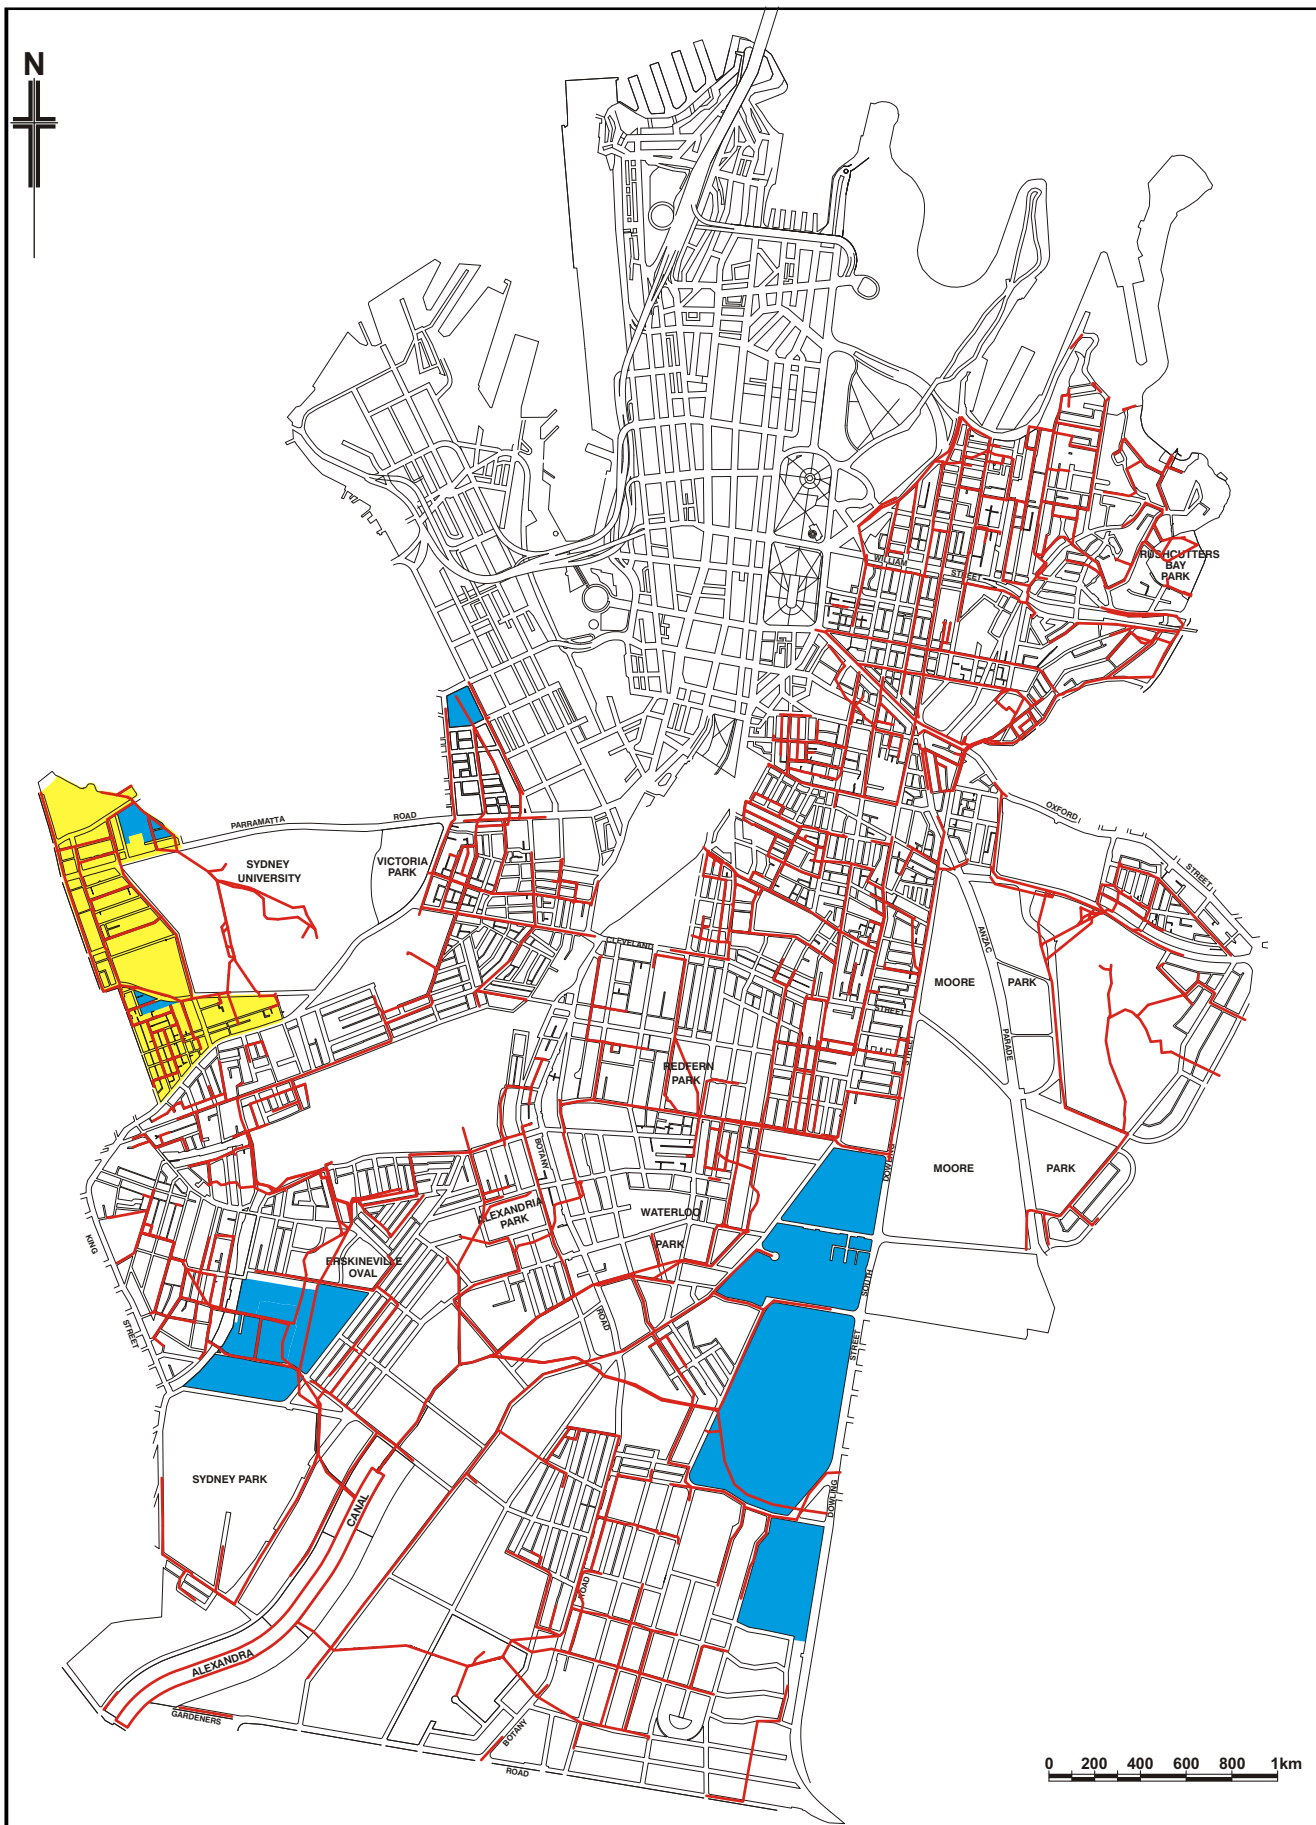 N
WILLIAM
STREET
RUSHCUTTERS
BAY
PARK
OXFORD
STREET
PARRAMATTA
ROAD
SYDNEY
UNIVERSITY
VICTORIA
PARK
CLEVELAND
STREET
ANZAC
PARADE
MOORE
PARK
STREET
REDFERN
PARK
BOTANY
DOWLING
MOORE
PARK
ALEXANDRIA
PARK
WATERLOO
PARK
KING
STREET
ERSKINEVILLE
OVAL
ROAD
SOUTH
STREET
SYDNEY PARK
CANAL
DOWLING
ROAD
ALEXANDRA
GARDENERS
BOTANY
ROAD
0 200 400 600 800 1km